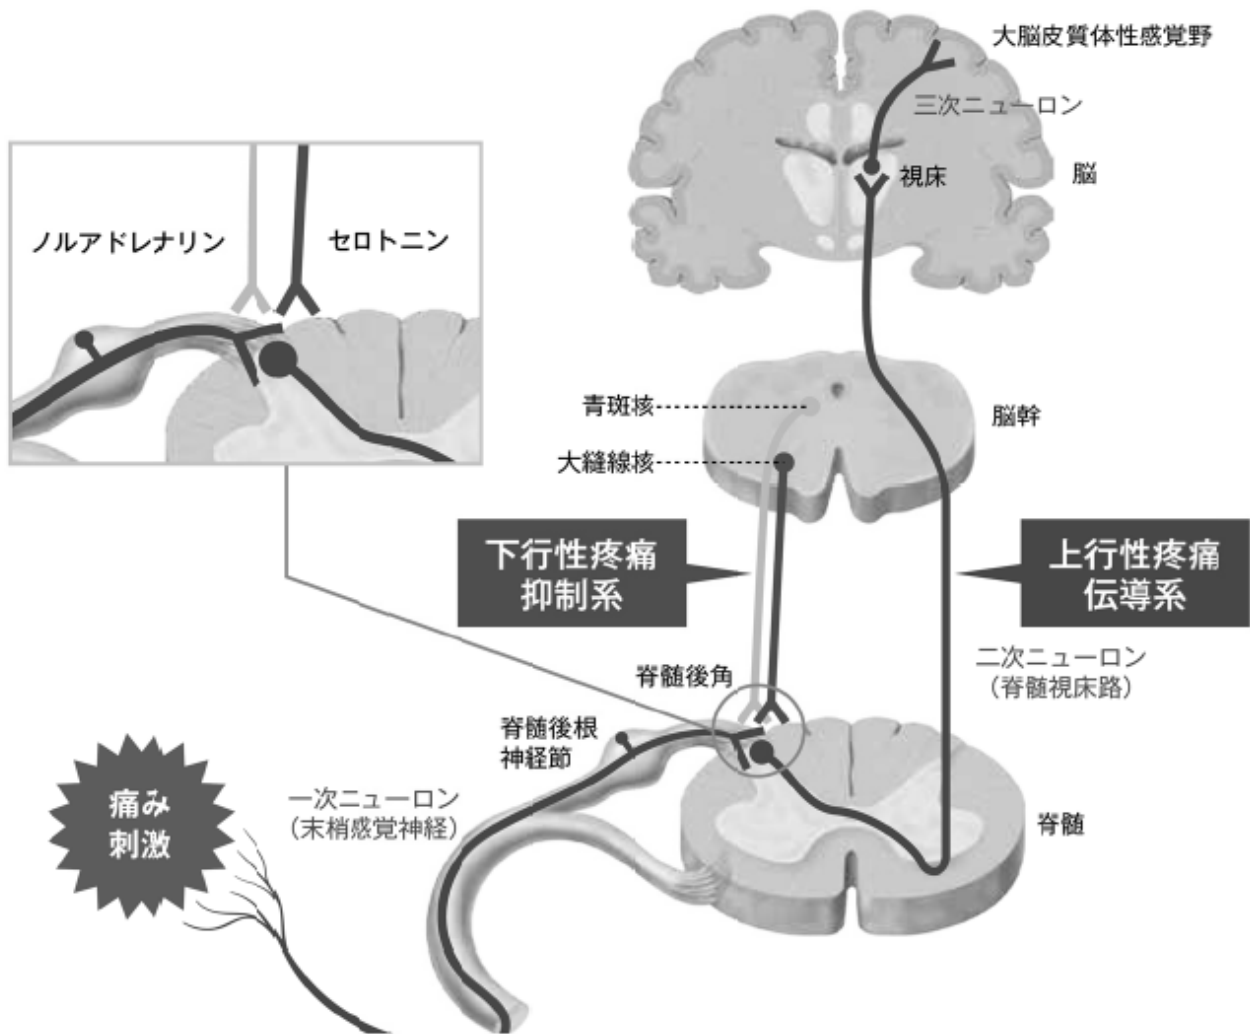 大脳皮質体性感覚野
三次ニューロン
視床
脳
ノルアドレナリン
セロトニン
青斑核
脳幹
大縫線核
下行性疼痛
抑制系
上行性疼痛
伝導系
二次ニューロン
（脊髄視床路）
脊髄後角
脊髄後根
神経節
一次ニューロン
（末梢感覚神経）
痛み
刺激
脊髄